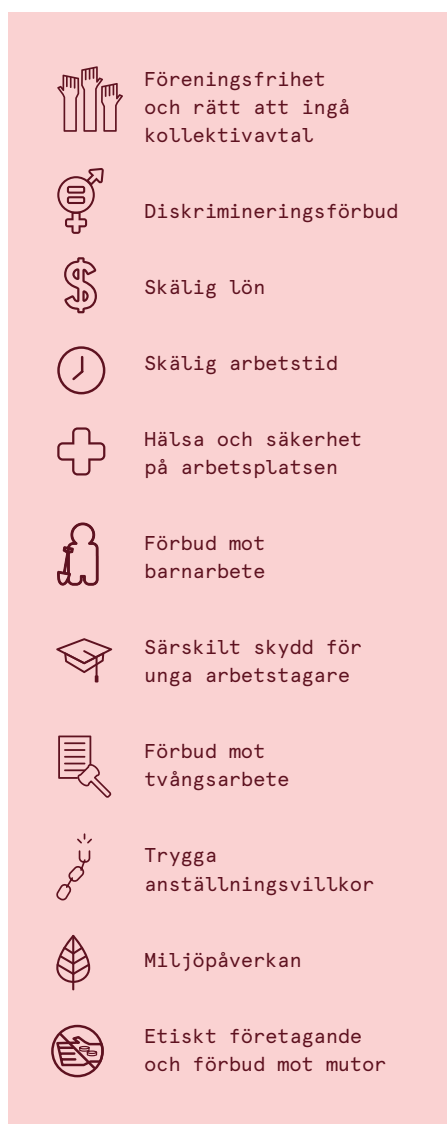 Föreningsfrihet
och rätt att ingå
kollektivavtal
Diskrimineringsförbud
Skälig lön
Skälig arbetstid
Hälsa och säkerhet
på arbetsplatsen
Förbud mot
barnarbete
Särskilt skydd för
unga arbetstagare
Förbud mot
tvångsarbete
Trygga
anställningsvillkor
Miljöpåverkan
Etiskt företagande
och förbud mot mutor